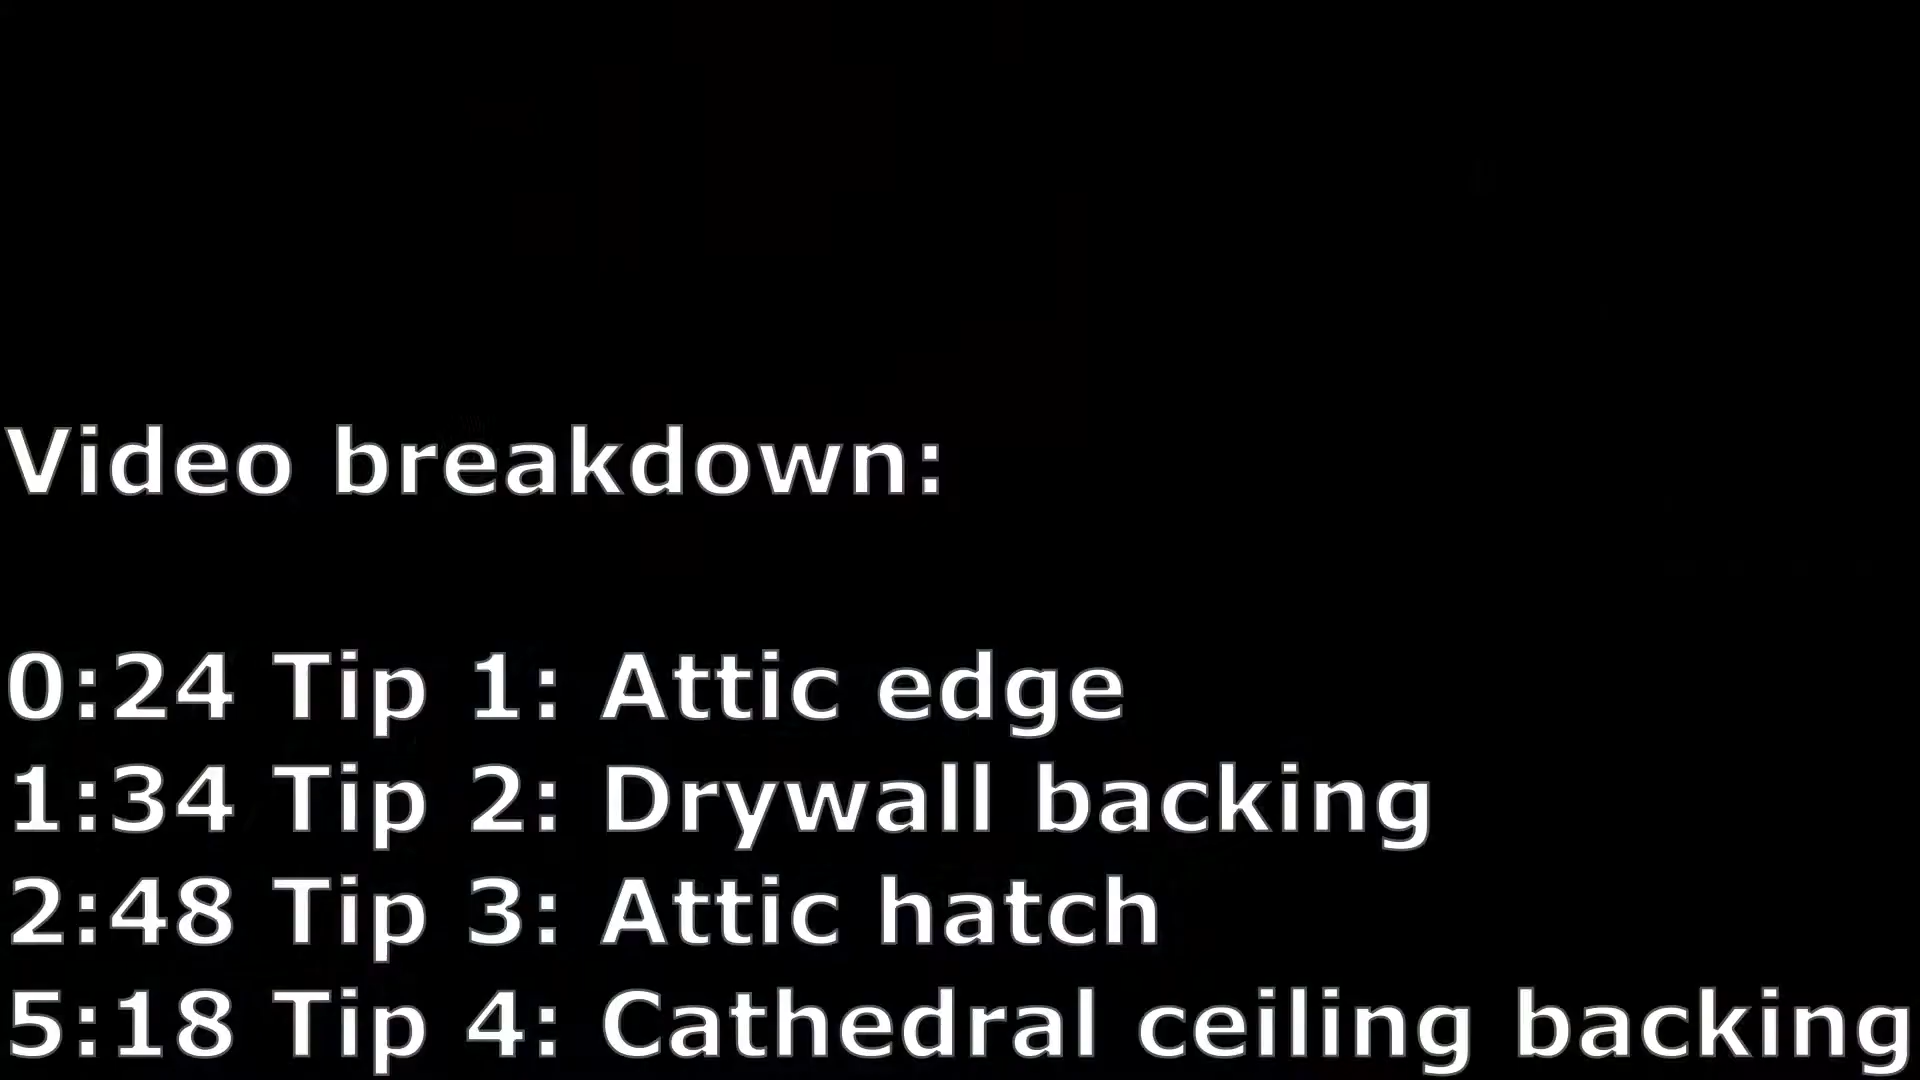 Video breakdown:
0:24 Tip 1: Attic edge
1:34 Tip 2: Drywall backing
2:48 Tip 3: Attic hatch
5:18 Tip 4: Cathedral ceiling backing